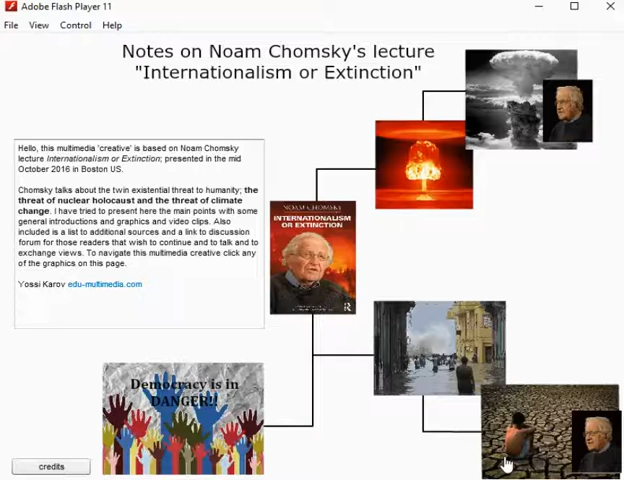 Adobe Flash Player 11
File View Control Help
Notes on Noam Chomsky's lecture
"Internationalism or Extinction"
Hello, this multimedia 'creative' is based on Noam Chomsky
lecture Internationalism or Extinction; presented in the mid
October 2016 in Boston US.
Chomsky talks about the twin existential threat to humanity; the
threat of nuclear holocaust and the threat of climate
change. I have tried to present here the main points with some
general introductions and graphics and video clips. Also
included is a list to additional sources and a link to discussion
forum for those readers that wish to continue and to talk and to
exchange views. To navigate this multimedia creative click any
of the graphics on this page.
Yossi Karov edu-multimedia.com
NOAM CHOMSKY
INTERNATIONALISM
OR EXTINCTION
R
Democracy is in
DANGER!!
credits